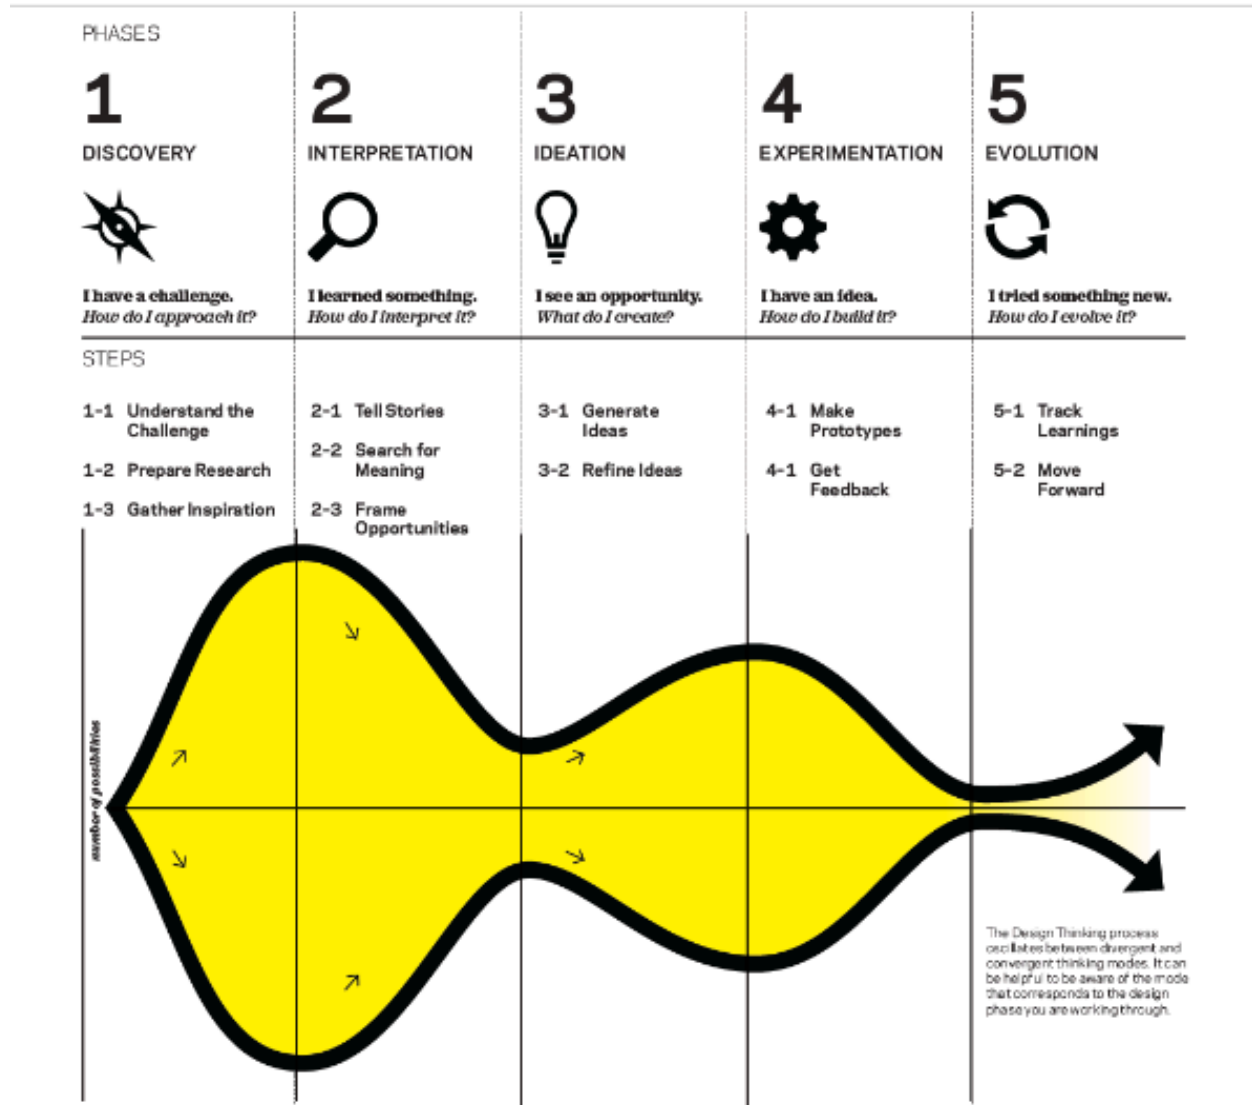 PHASES
1
DISCOVERY
I have a challenge.
How do I approach it?
2
INTERPRETATION
I learned something.
How do I interpret it?
3
IDEATION
I see an opportunity.
What do I create?
4
EXPERIMENTATION
I have an idea.
How do I build it?
5
EVOLUTION
I tried something new.
How do I evolve it?
STEPS
1-1 Understand the
Challenge
1-2 Prepare Research
1-3 Gather Inspiration
2-1 Tell Stories
2-2 Search for
Meaning
2-3 Frame
Opportunities
3-1 Generate
Ideas
3-2 Refine Ideas
4-1 Make
Prototypes
4-1 Get
Feedback
5-1 Track
Learnings
5-2 Move
Forward
number of possibilities
The Design Thinking process
oscillates between divergent and
convergent thinking modes. It can
be helpful to be aware of the mode
that corresponds to the design
phase you are working through.